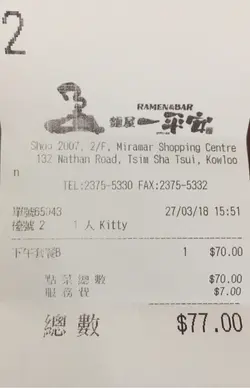 2
RAMEN&BAR
麵屋一平安
Shop 2007, 2/F, Miramar Shopping Centre
132 Nathan Road, Tsim Sha Tsui, Kowloo
n
TEL:2375-5330 FAX:2375-5332
單號65943 27/03/18 15:51
檯號 2 1 人 Kitty
下午套餐B 1 $70.00
點菜總數 $70.00
服務費 $7.00
總數 $77.00